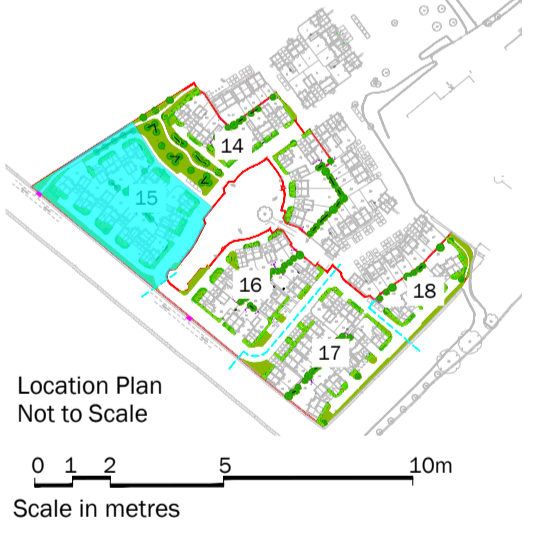 14
15
16
18
17
Location Plan
Not to Scale
0 1 2 5 10m
Scale in metres